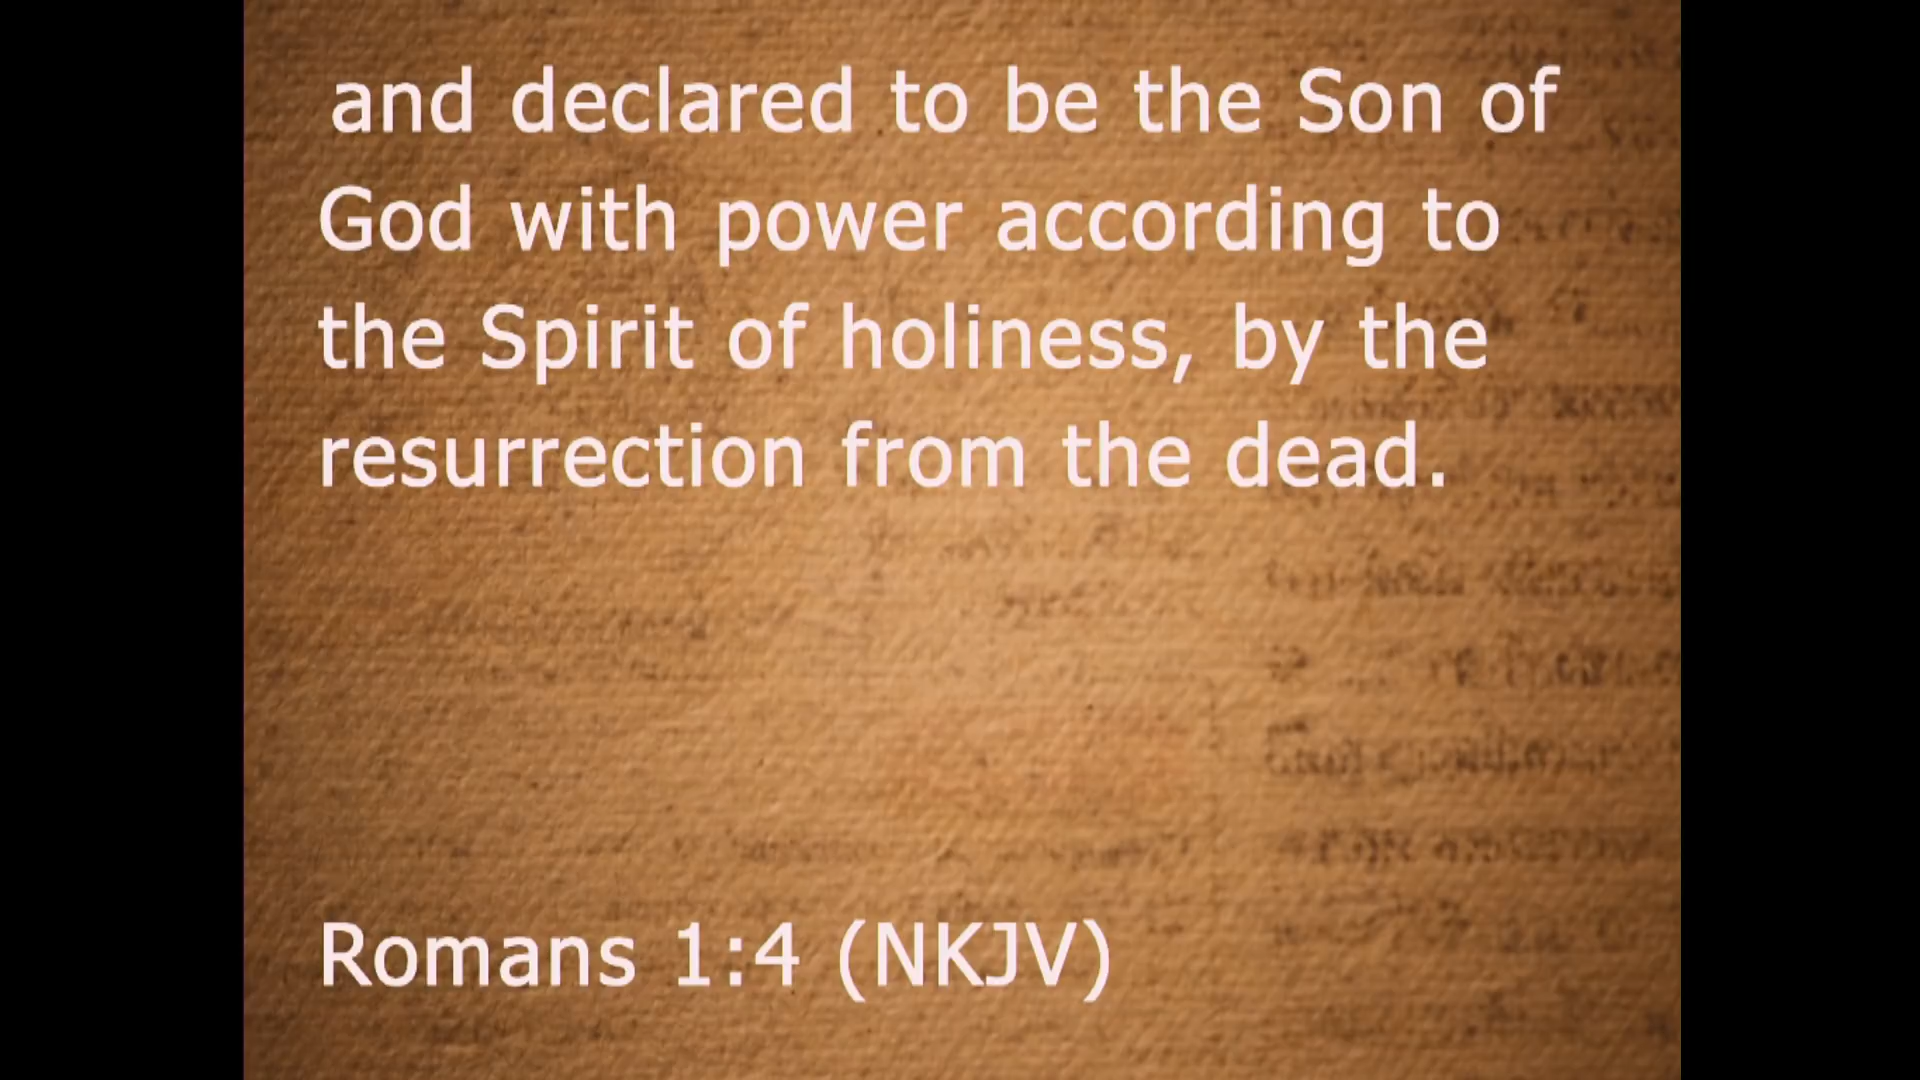 and declared to be the Son of
God with power according to
the Spirit of holiness, by the
resurrection from the dead.
Romans 1:4 (NKJV)